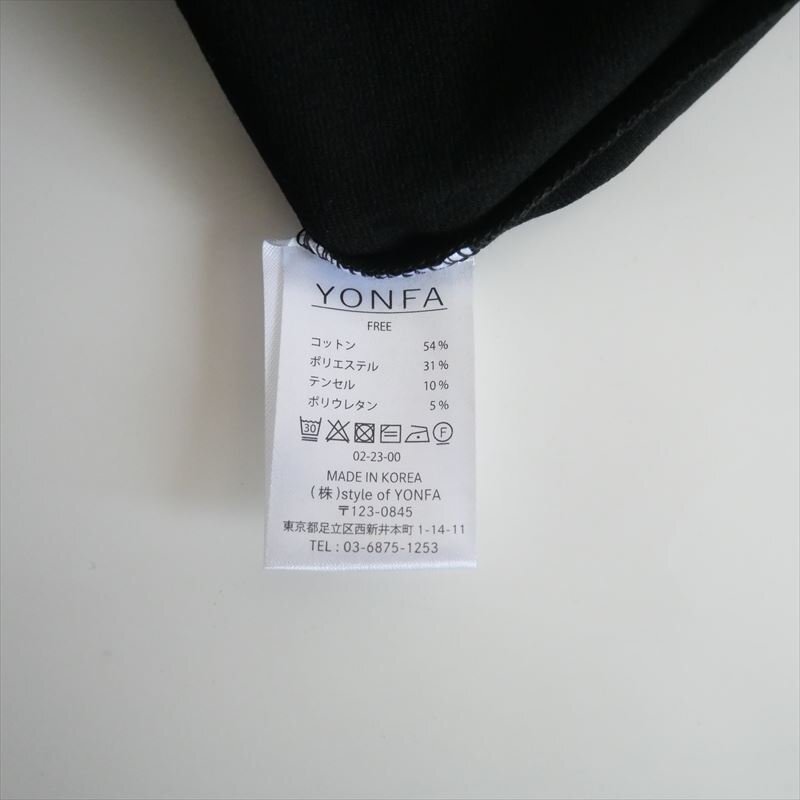 YONFA
FREE
コットン 54%
ポリエステル 31%
テンセル 10%
ポリウレタン 5%
30 F
02-23-00
MADE IN KOREA
(株)style of YONFA
〒123-0845
東京都足立区西新井本町 1-14-11
TEL : 03-6875-1253